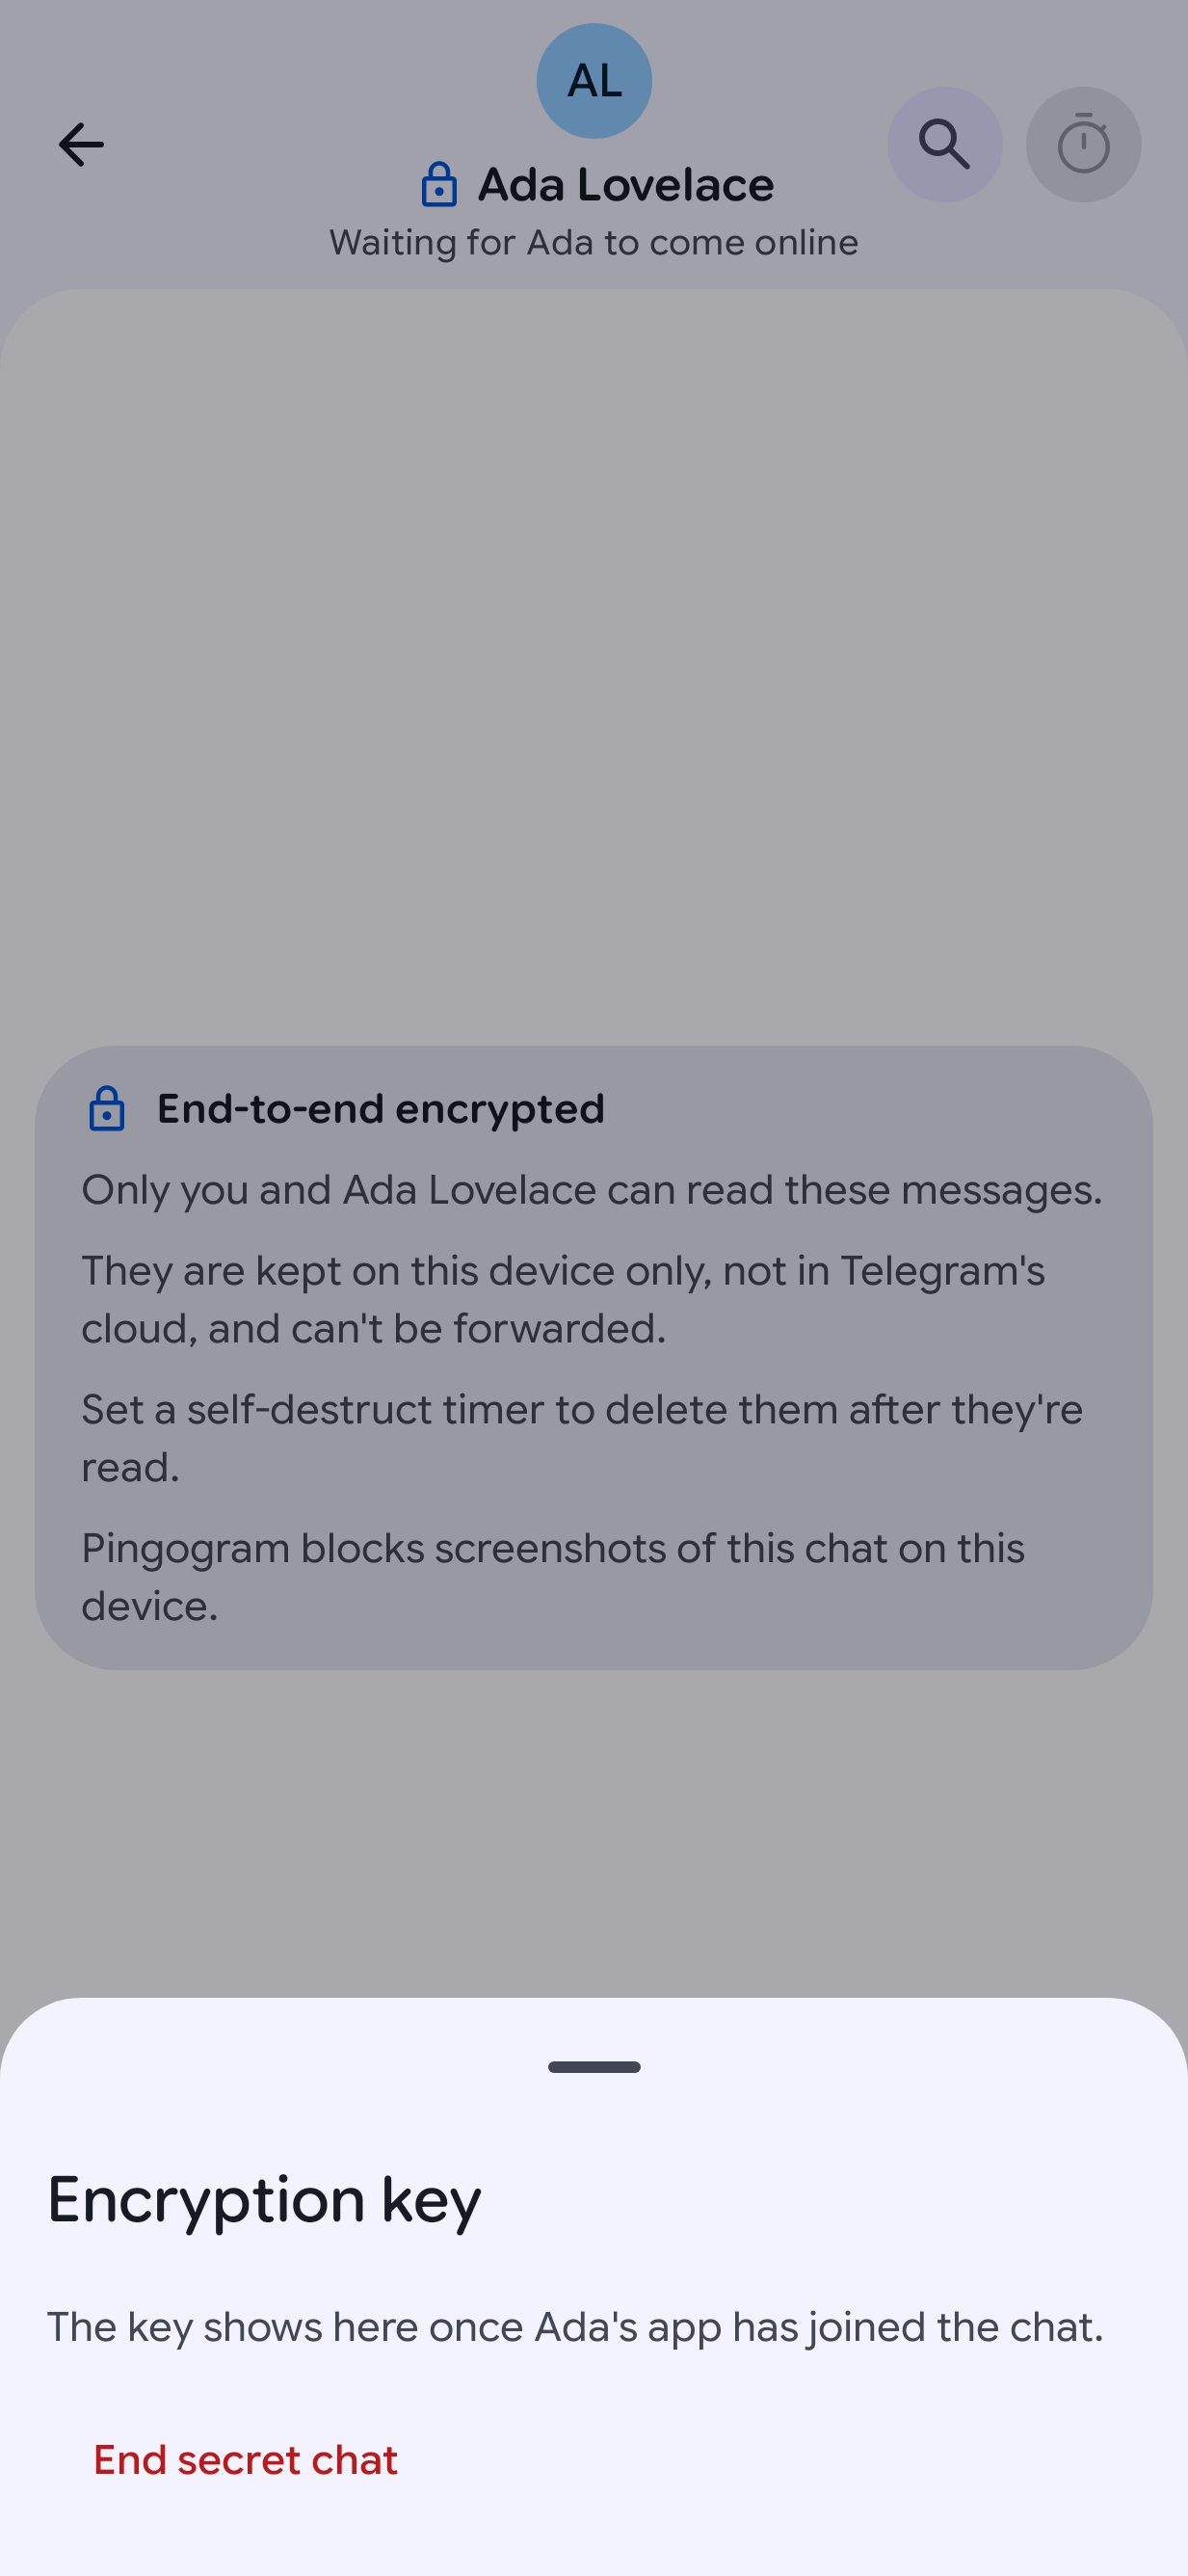 AL
Ada Lovelace
Waiting for Ada to come online
End-to-end encrypted
Only you and Ada Lovelace can read these messages.
They are kept on this device only, not in Telegram's
cloud, and can't be forwarded.
Set a self-destruct timer to delete them after they're
read.
Pingogram blocks screenshots of this chat on this
device.
Encryption key
The key shows here once Ada's app has joined the chat.
End secret chat